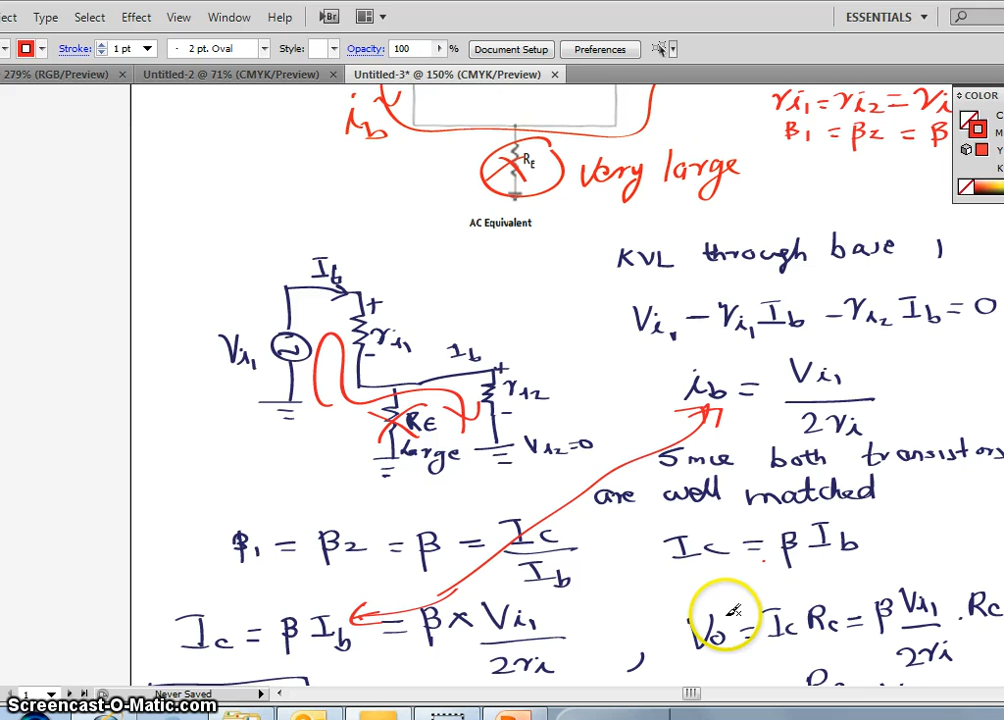 ect Type Select Effect View Window Help Br ESSENTIALS
Stroke: 1 pt 2 pt. Oval Style: Opacity: 100 % Document Setup Preferences
279% (RGB/Preview) × Untitled-2 @ 71% (CMYK/Preview) × Untitled-3* @ 150% (CMYK/Preview) ×
COLOR
C
M
Y
K
ib
ri1 = ri2 = Vi
β1 = β2 = β
RE
Very large
AC Equivalent
Ib
KVL through base 1
+
Vi1 ri1
-
Vi1 - ri1 Ib - ri2 Ib = 0
Ib +
ri2
-
RE
large Vi2=0
ib = Vi1 / 2ri
Since both transistors
are well matched
β1 = β2 = β = Ic / Ib
Ic = β Ib
Ic = β Ib = β × Vi1 / 2ri ,
Vo = Ic Rc = β Vi1 / 2ri . Rc
1 Never Saved
Screencast-O-Matic.com